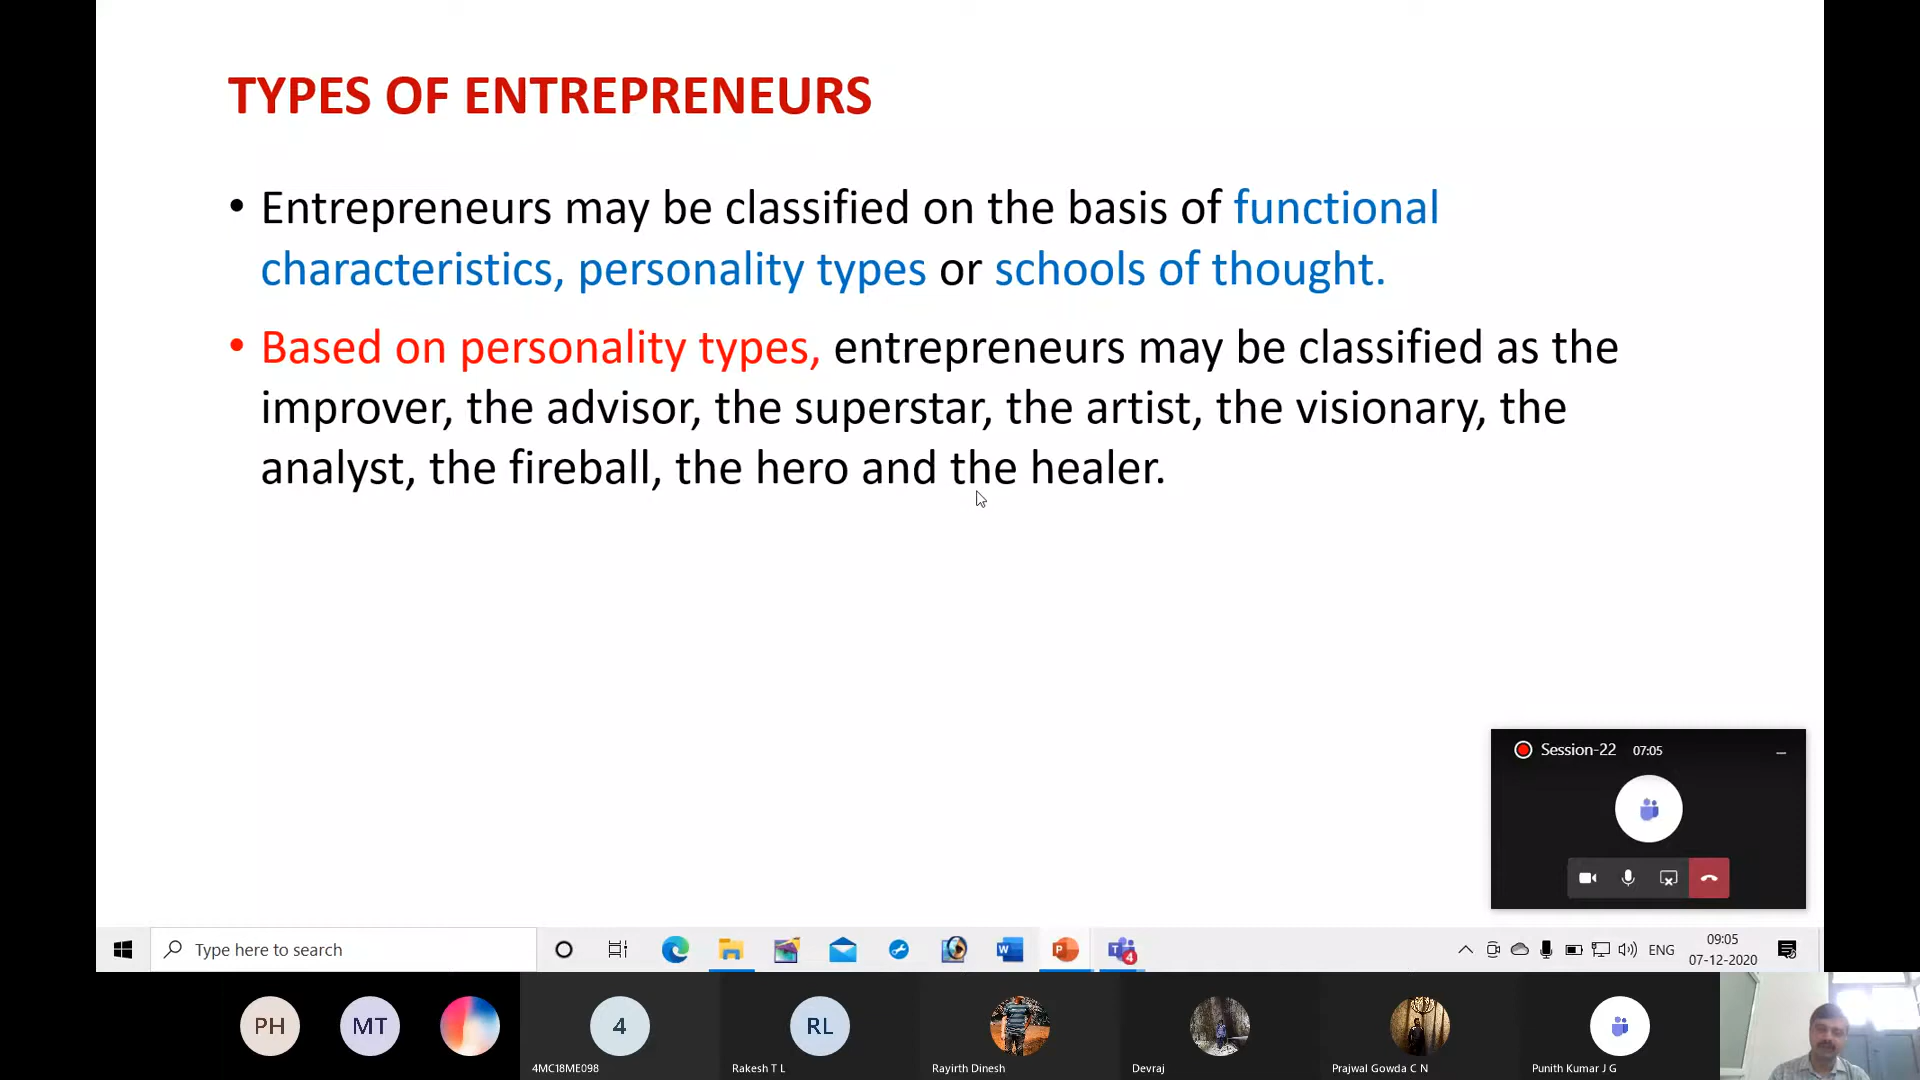 TYPES OF ENTREPRENEURS
• Entrepreneurs may be classified on the basis of functional
characteristics, personality types or schools of thought.
• Based on personality types, entrepreneurs may be classified as the
improver, the advisor, the superstar, the artist, the visionary, the
analyst, the fireball, the hero and the healer.
Session-22 07:05
Type here to search
4
ENG
09:05
07-12-2020
PH
MT
4
RL
4MC18ME098
Rakesh T L
Rayirth Dinesh
Devraj
Prajwal Gowda C N
Punith Kumar J G